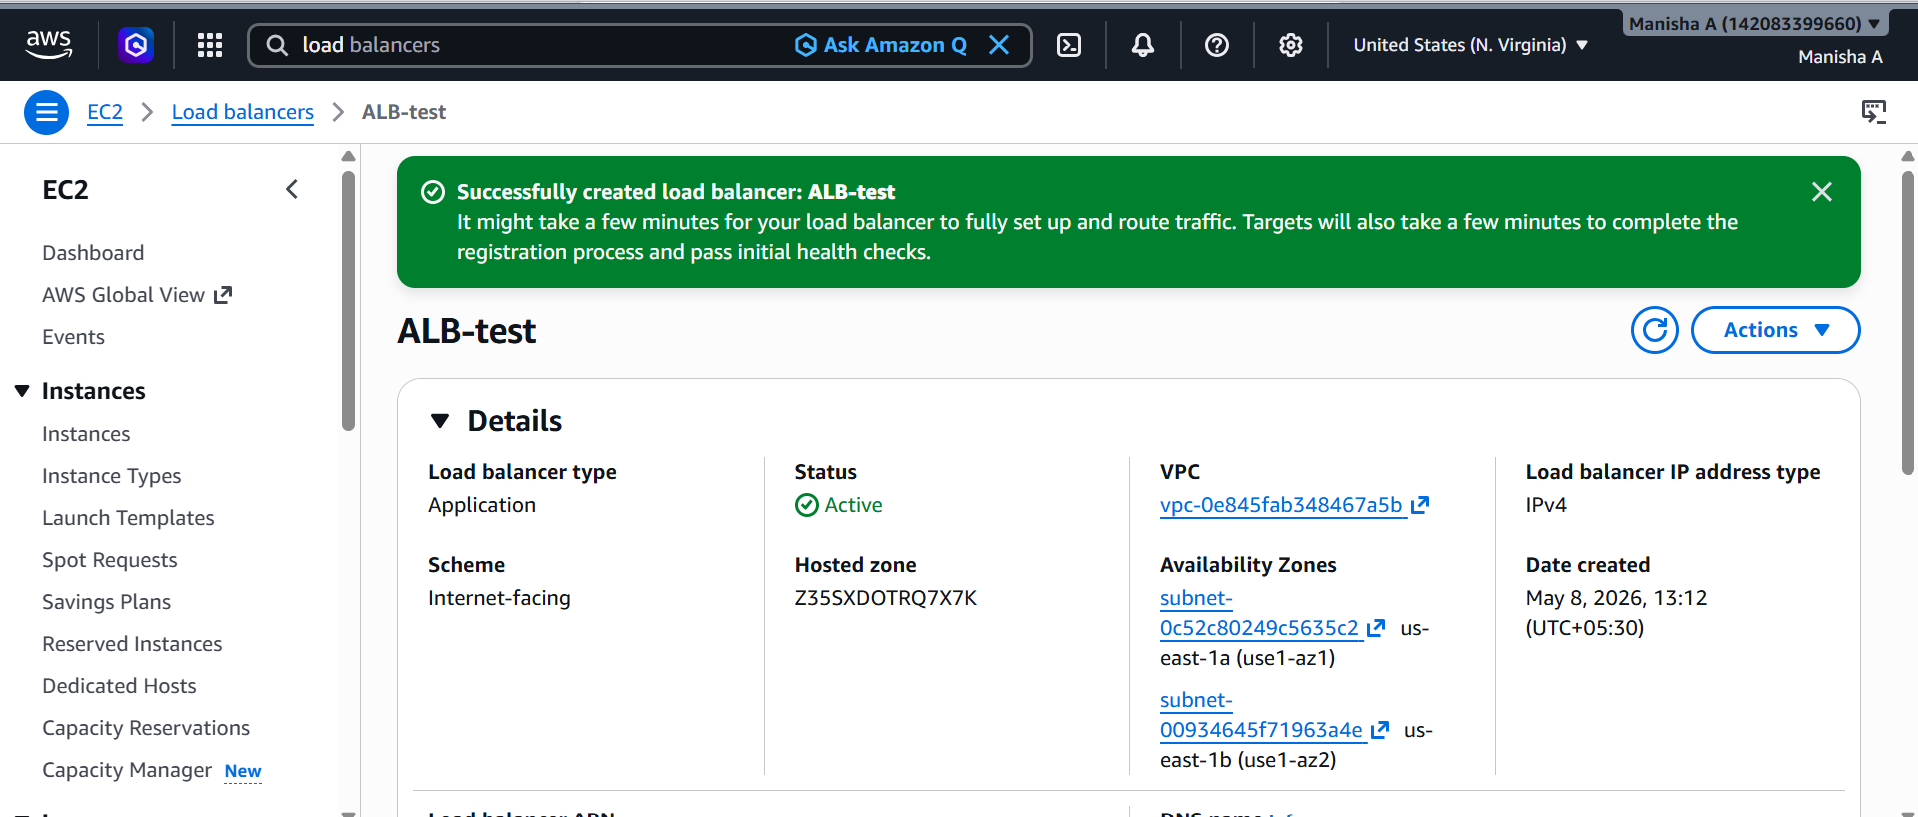 aws
load balancers
Ask Amazon Q
United States (N. Virginia)
Manisha A (142083399660)
Manisha A
EC2
Load balancers
ALB-test
EC2
Dashboard
AWS Global View
Events
Instances
Instances
Instance Types
Launch Templates
Spot Requests
Savings Plans
Reserved Instances
Dedicated Hosts
Capacity Reservations
Capacity Manager New
Successfully created load balancer: ALB-test
It might take a few minutes for your load balancer to fully set up and route traffic. Targets will also take a few minutes to complete the
registration process and pass initial health checks.
ALB-test
Actions
Details
Load balancer type
Application
Status
Active
VPC
vpc-0e845fab348467a5b
Load balancer IP address type
IPv4
Scheme
Internet-facing
Hosted zone
Z35SXDOTRQ7X7K
Availability Zones
subnet-
0c52c80249c5635c2 us-
east-1a (use1-az1)
subnet-
00934645f71963a4e us-
east-1b (use1-az2)
Date created
May 8, 2026, 13:12
(UTC+05:30)
Load balancer ARN
DNS name